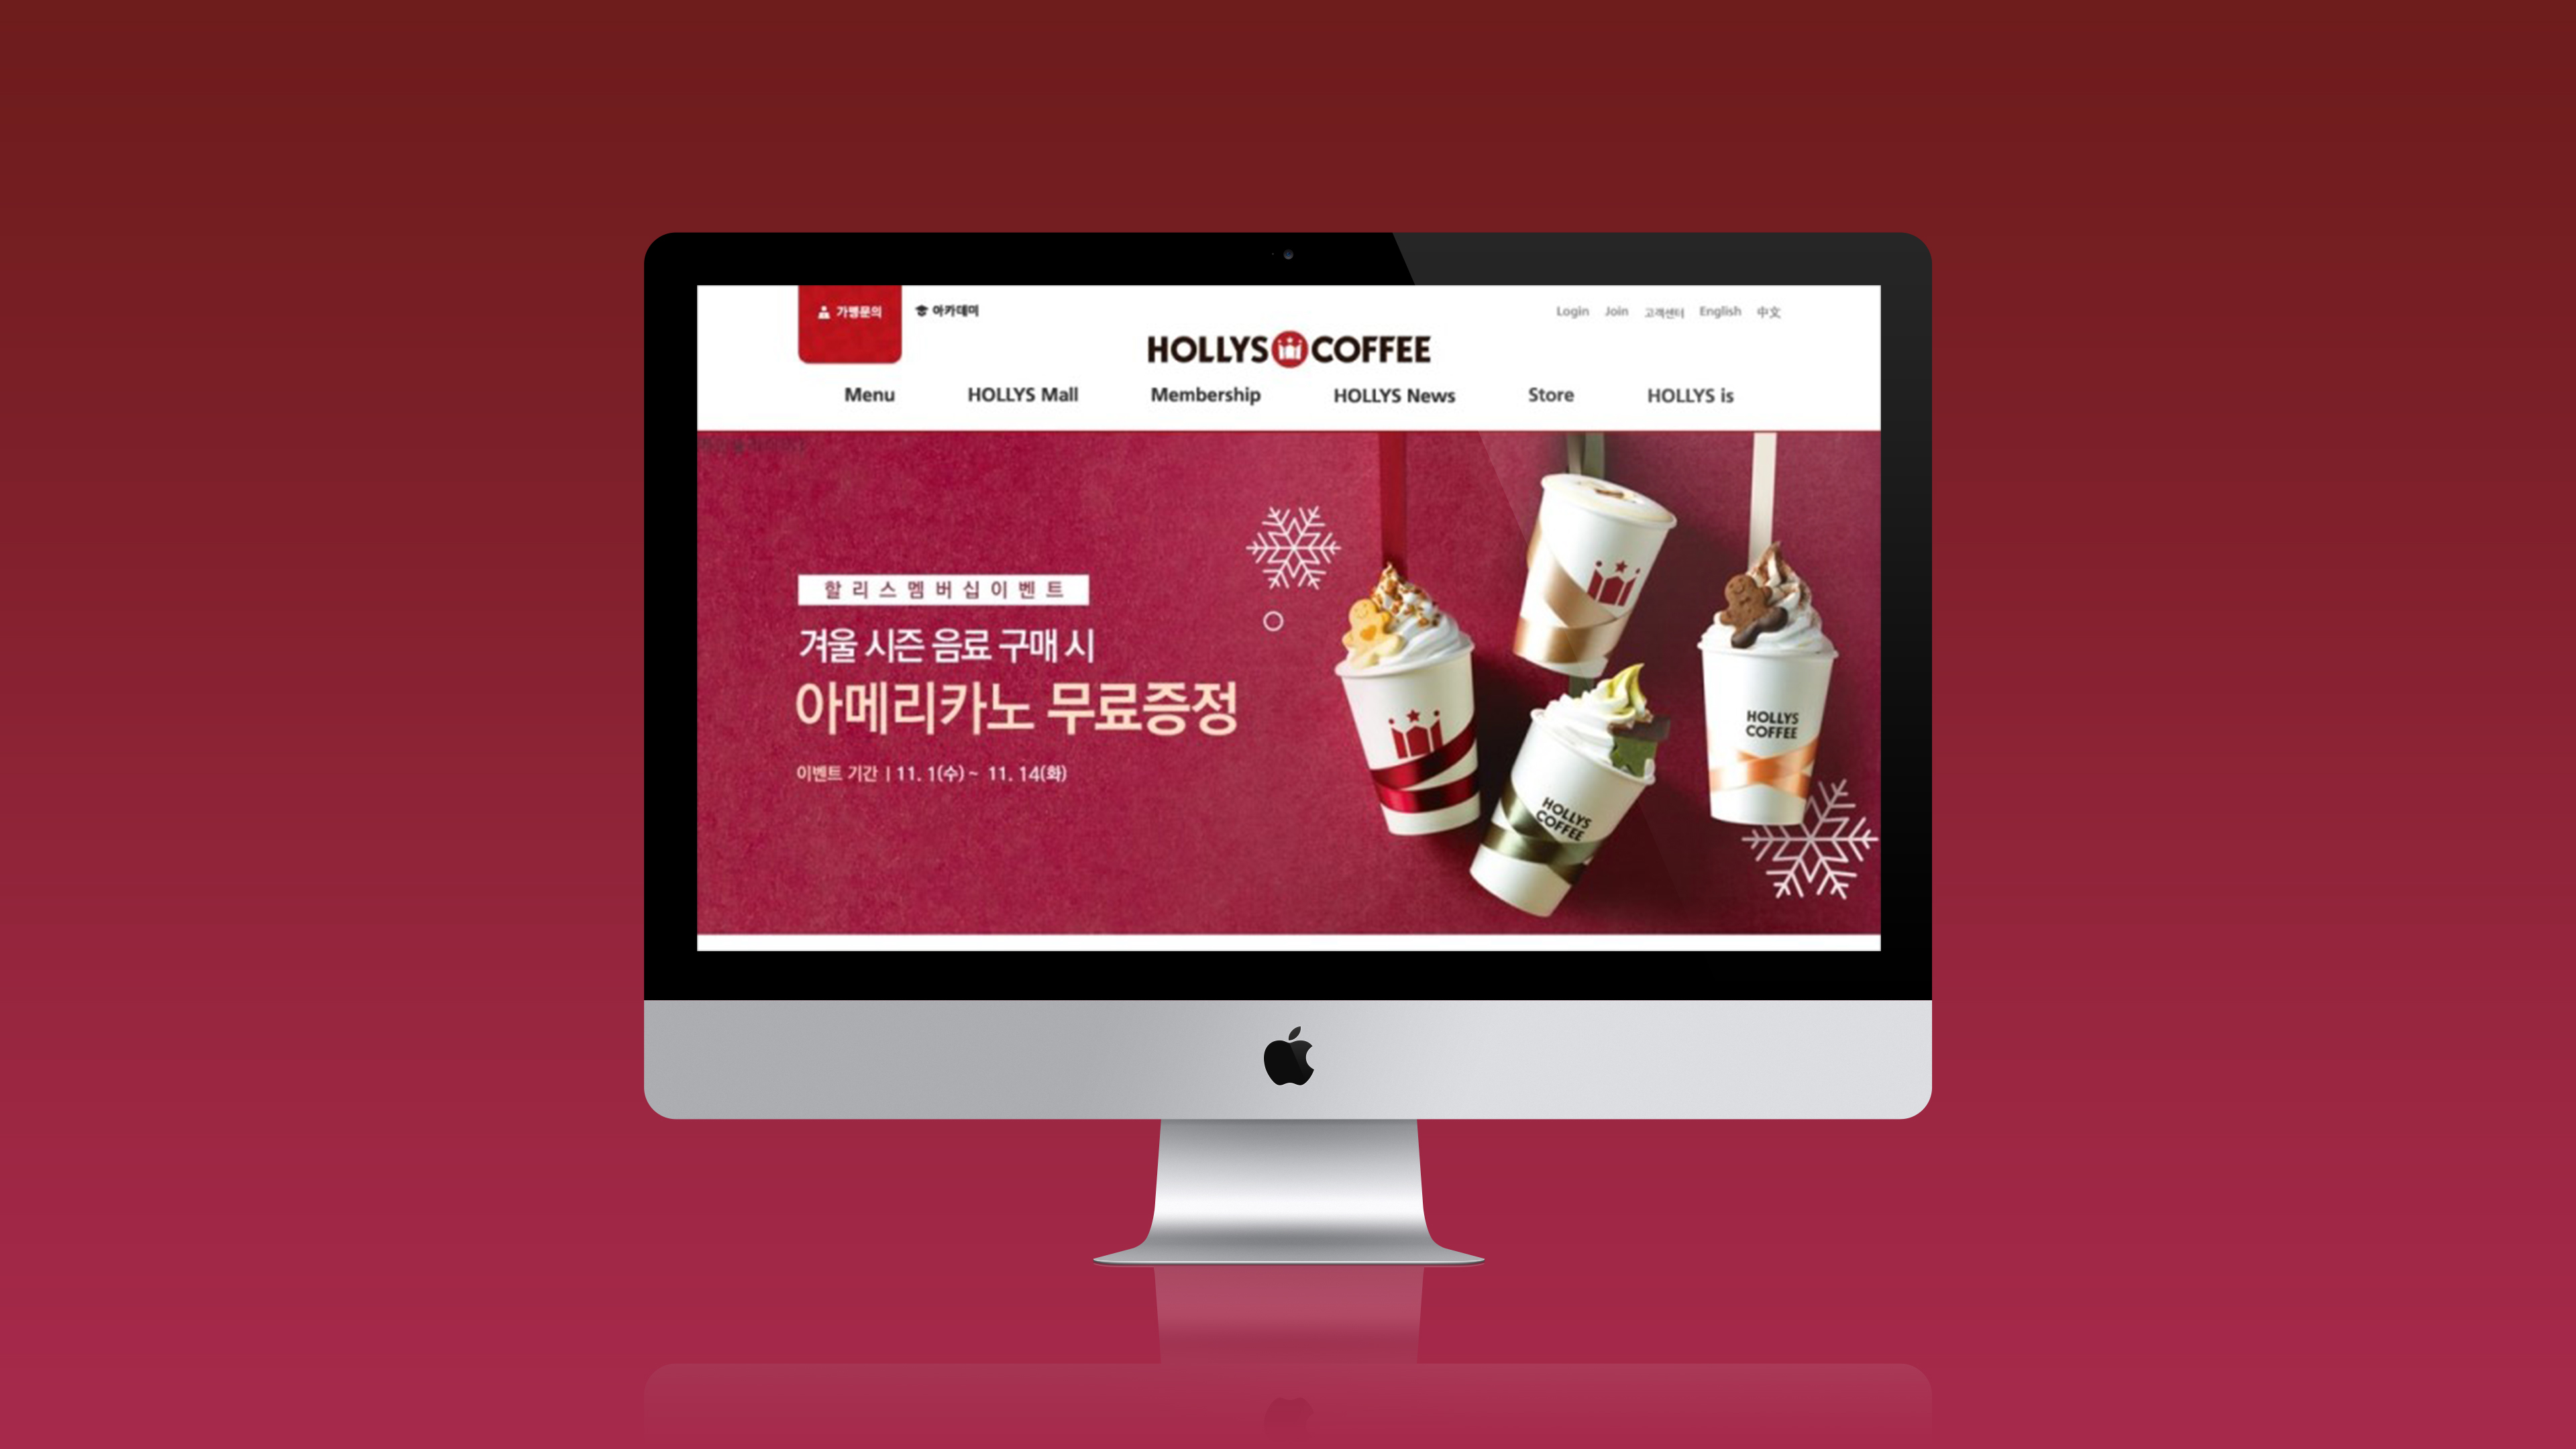 가맹문의 아카데미
Login Join 고객센터 English 中文
HOLLYS COFFEE
Menu HOLLYS Mall Membership HOLLYS News Store HOLLYS is
할리스멤버십이벤트
겨울 시즌 음료 구매 시
아메리카노 무료증정
이벤트 기간 | 11. 1(수) ~ 11. 14(화)
HOLLYS
COFFEE
HOLLYS
COFFEE